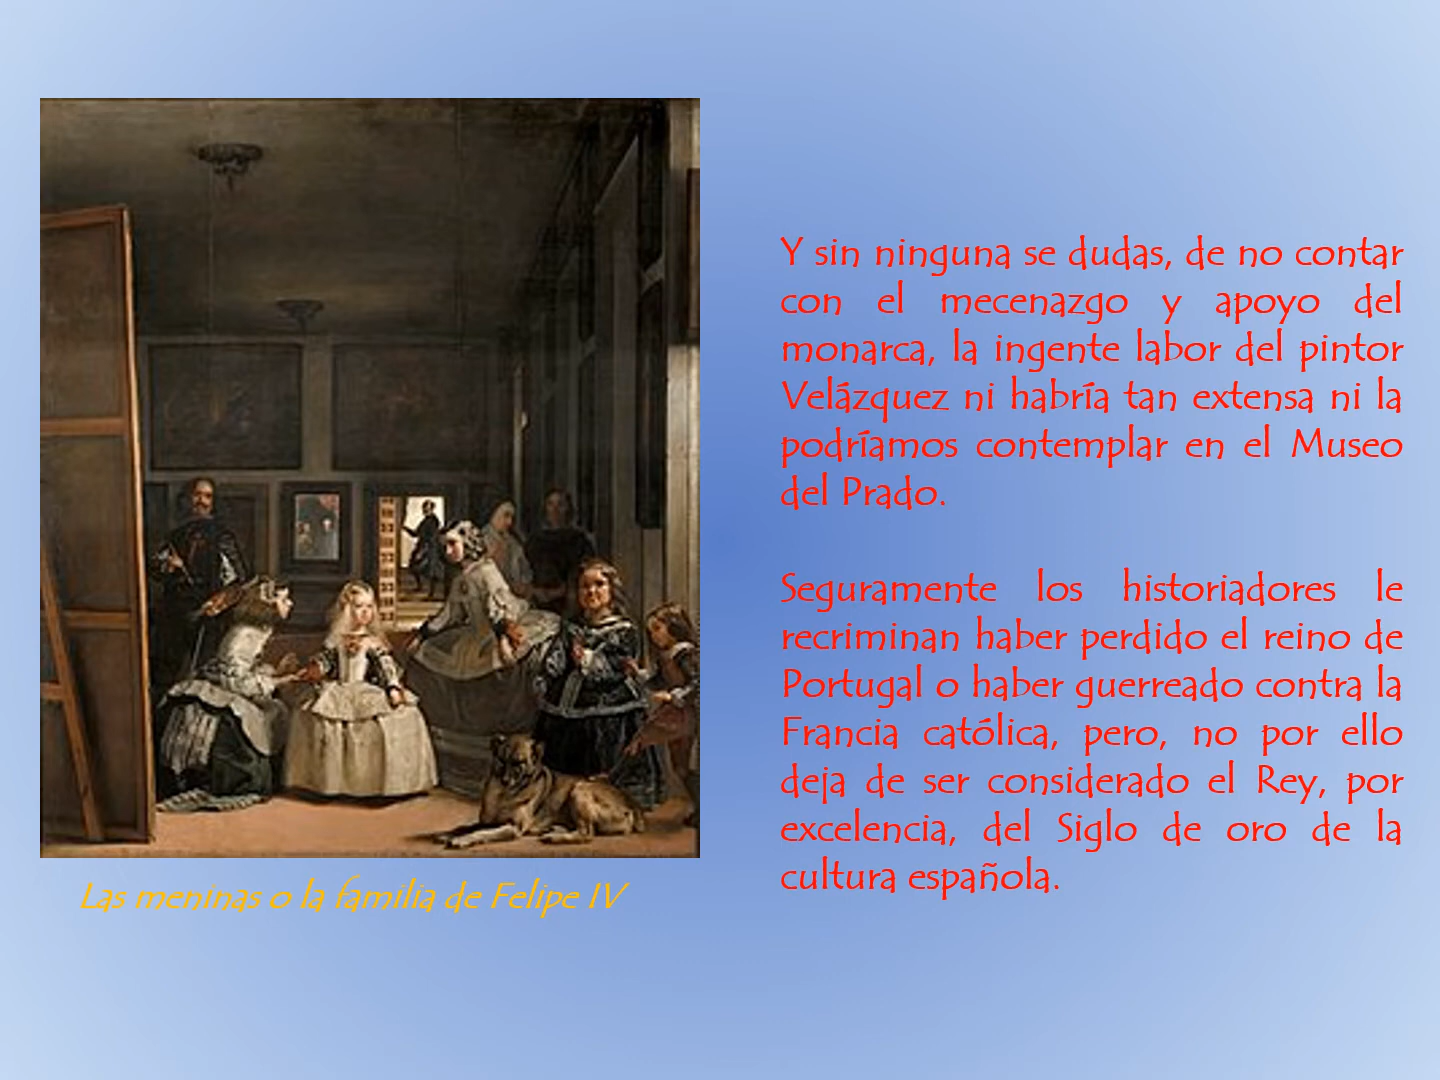 Y sin ninguna se dudas, de no contar
con el mecenazgo y apoyo del
monarca, la ingente labor del pintor
Velázquez ni habría tan extensa ni la
podríamos contemplar en el Museo
del Prado.
Seguramente los historiadores le
recriminan haber perdido el reino de
Portugal o haber guerreado contra la
Francia católica, pero, no por ello
deja de ser considerado el Rey, por
excelencia, del Siglo de oro de la
cultura española.
Las meninas o la familia de Felipe IV